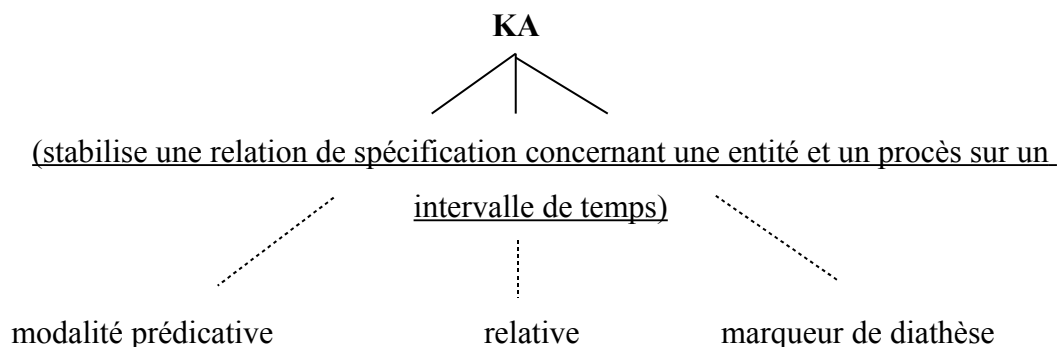 KA
(stabilise une relation de spécification concernant une entité et un procès sur un
intervalle de temps)
modalité prédicative relative marqueur de diathèse